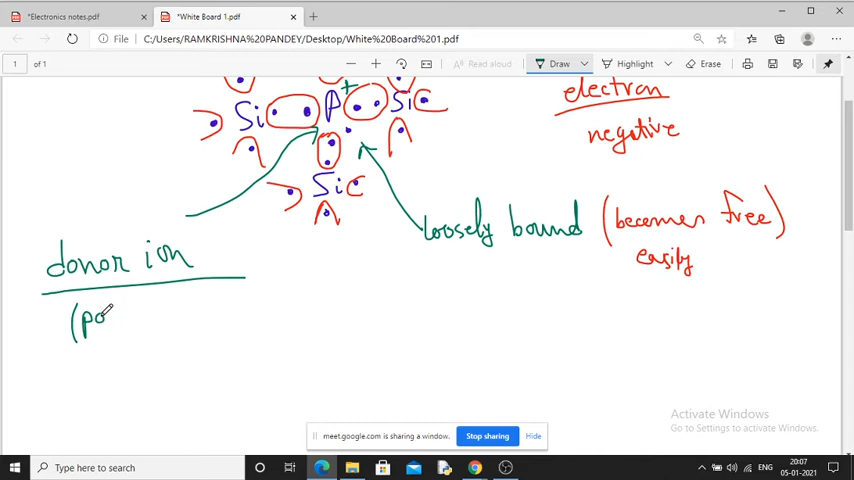 *Electronics notes.pdf
*White Board 1.pdf
File C:/Users/RAMKRISHNA%20PANDEY/Desktop/White%20Board%201.pdf
1 of 1
Read aloud
Draw
Highlight
Erase
Si P + Si
Si
electron
negative
loosely bound (becomes free)
easily
donor ion
(po
Activate Windows
Go to Settings to activate Windows.
meet.google.com is sharing a window.
Stop sharing
Hide
Type here to search
ENG
20:07
05-01-2021